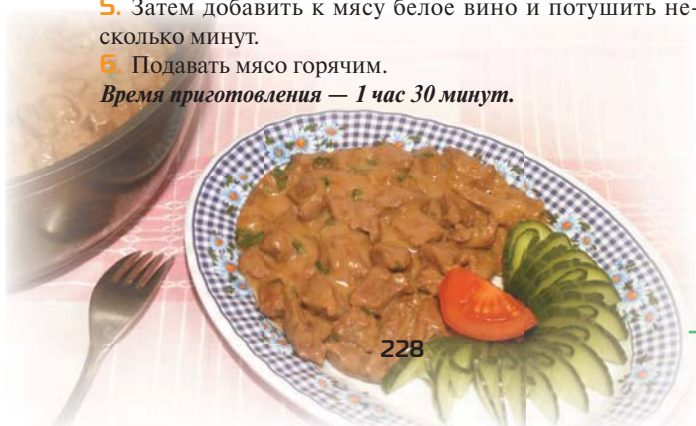 5. Затем добавить к мясу белое вино и потушить не-
сколько минут.
6. Подавать мясо горячим.
Время приготовления — 1 час 30 минут.
228